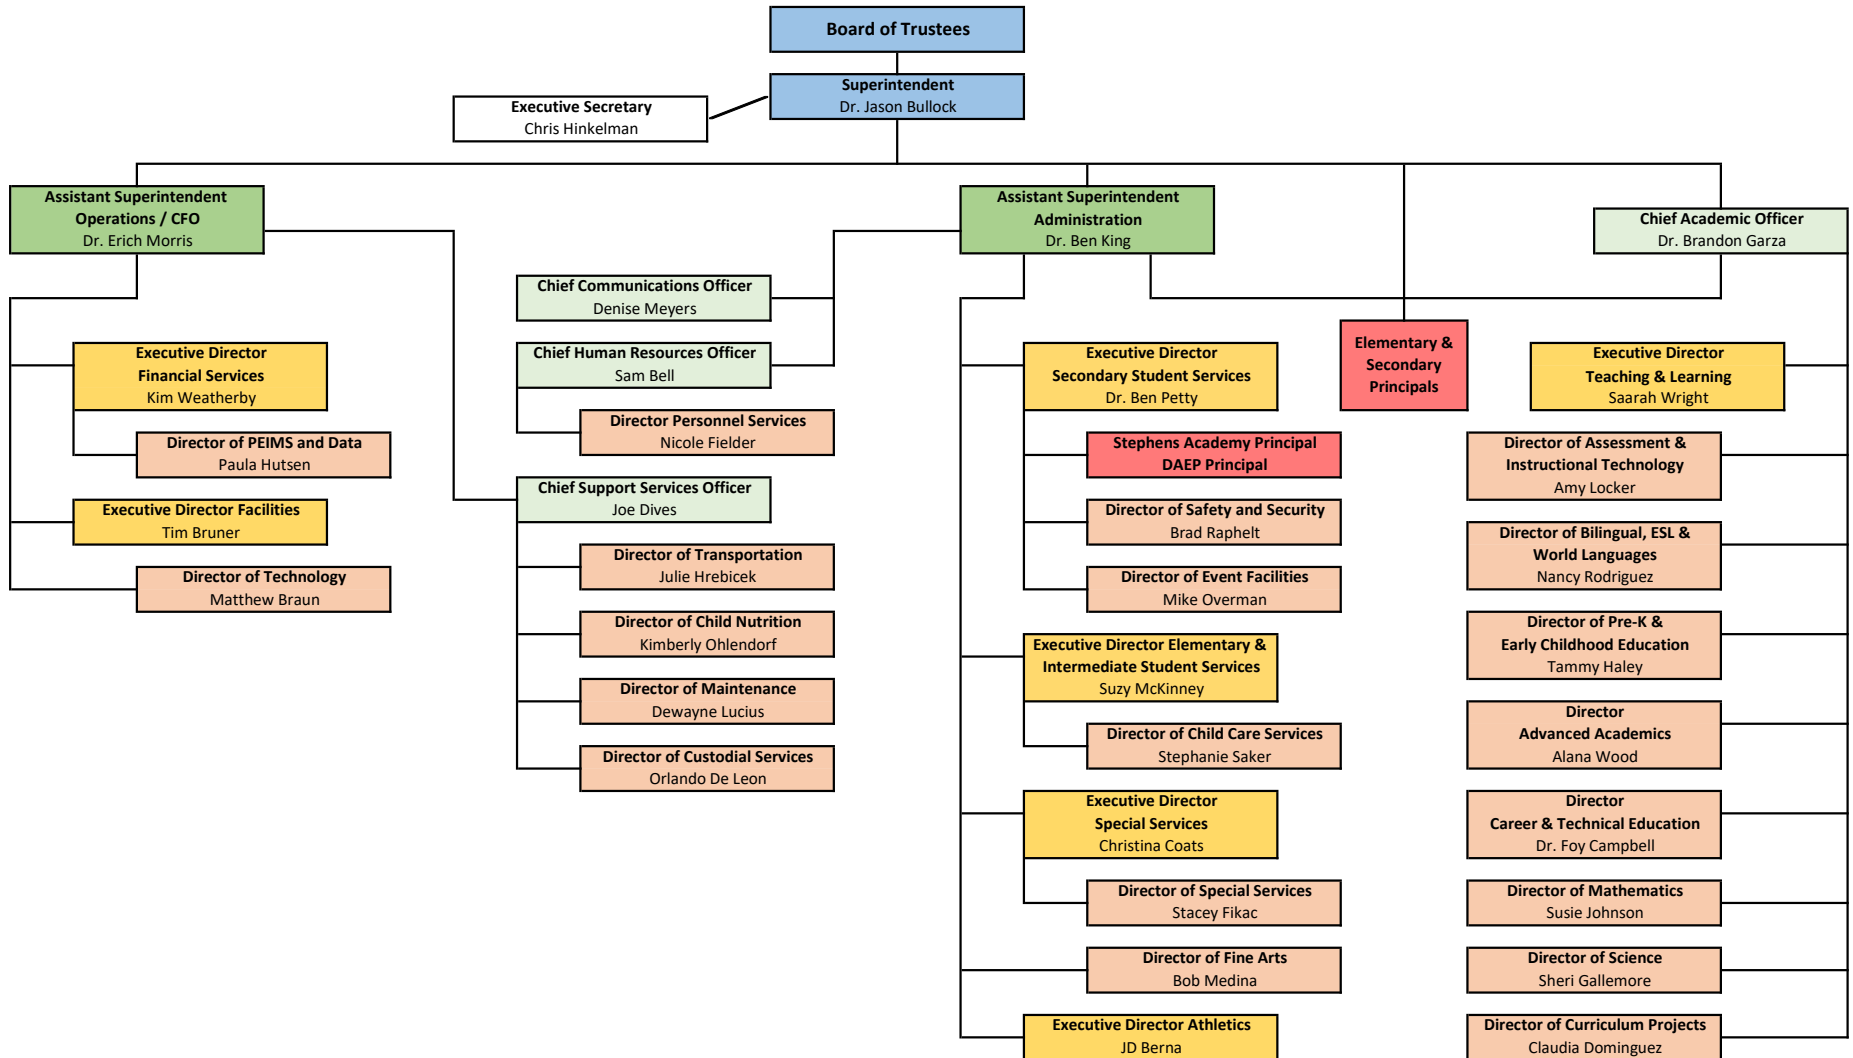 Board of Trustees
Superintendent
Dr. Jason Bullock
Executive Secretary
Chris Hinkelman
Assistant Superintendent
Operations / CFO
Dr. Erich Morris
Assistant Superintendent
Administration
Dr. Ben King
Chief Academic Officer
Dr. Brandon Garza
Executive Director
Financial Services
Kim Weatherby
Director of PEIMS and Data
Paula Hutsen
Executive Director Facilities
Tim Bruner
Director of Technology
Matthew Braun
Chief Communications Officer
Denise Meyers
Chief Human Resources Officer
Sam Bell
Director Personnel Services
Nicole Fielder
Chief Support Services Officer
Joe Dives
Director of Transportation
Julie Hrebicek
Director of Child Nutrition
Kimberly Ohlendorf
Director of Maintenance
Dewayne Lucius
Director of Custodial Services
Orlando De Leon
Executive Director
Secondary Student Services
Dr. Ben Petty
Stephens Academy Principal
DAEP Principal
Director of Safety and Security
Brad Raphelt
Director of Event Facilities
Mike Overman
Executive Director Elementary &
Intermediate Student Services
Suzy McKinney
Director of Child Care Services
Stephanie Saker
Executive Director
Special Services
Christina Coats
Director of Special Services
Stacey Fikac
Director of Fine Arts
Bob Medina
Executive Director Athletics
JD Berna
Elementary &
Secondary
Principals
Executive Director
Teaching & Learning
Saarah Wright
Director of Assessment &
Instructional Technology
Amy Locker
Director of Bilingual, ESL &
World Languages
Nancy Rodriguez
Director of Pre-K &
Early Childhood Education
Tammy Haley
Director
Advanced Academics
Alana Wood
Director
Career & Technical Education
Dr. Foy Campbell
Director of Mathematics
Susie Johnson
Director of Science
Sheri Gallemore
Director of Curriculum Projects
Claudia Dominguez